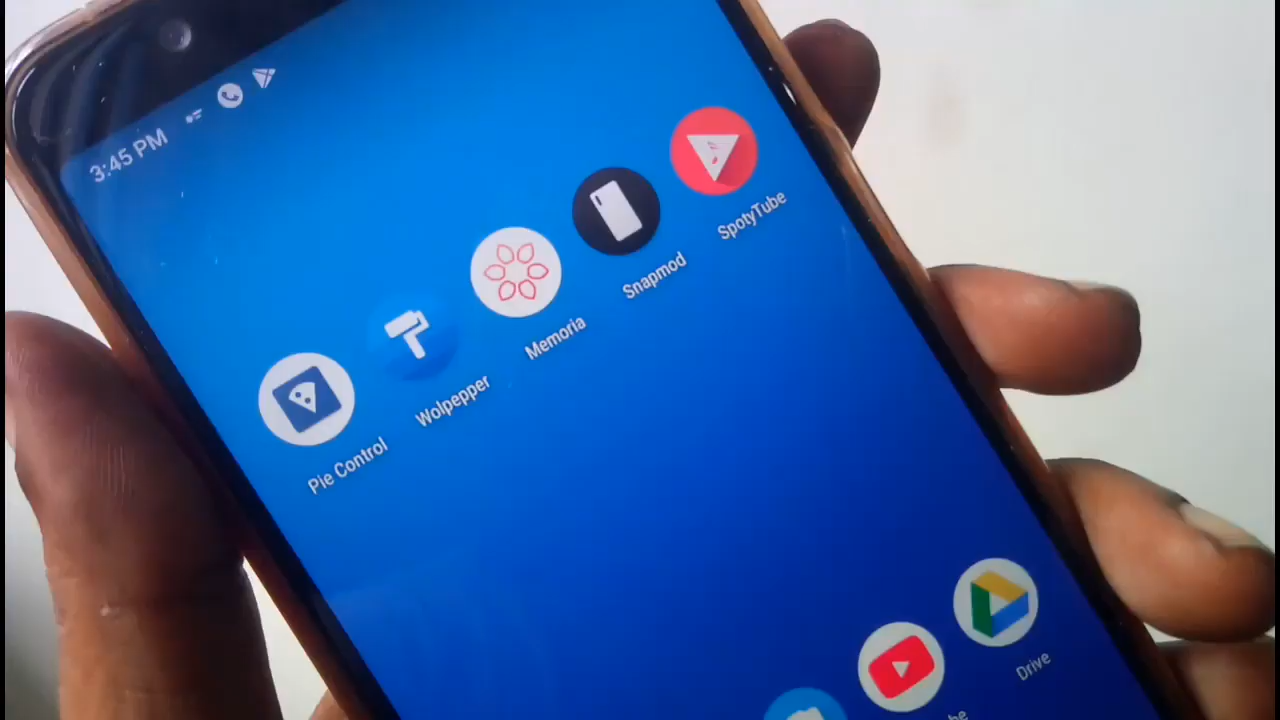 3:45 PM
Pie Control
Wolpepper
Memoria
Snapmod
SpotyTube
Drive